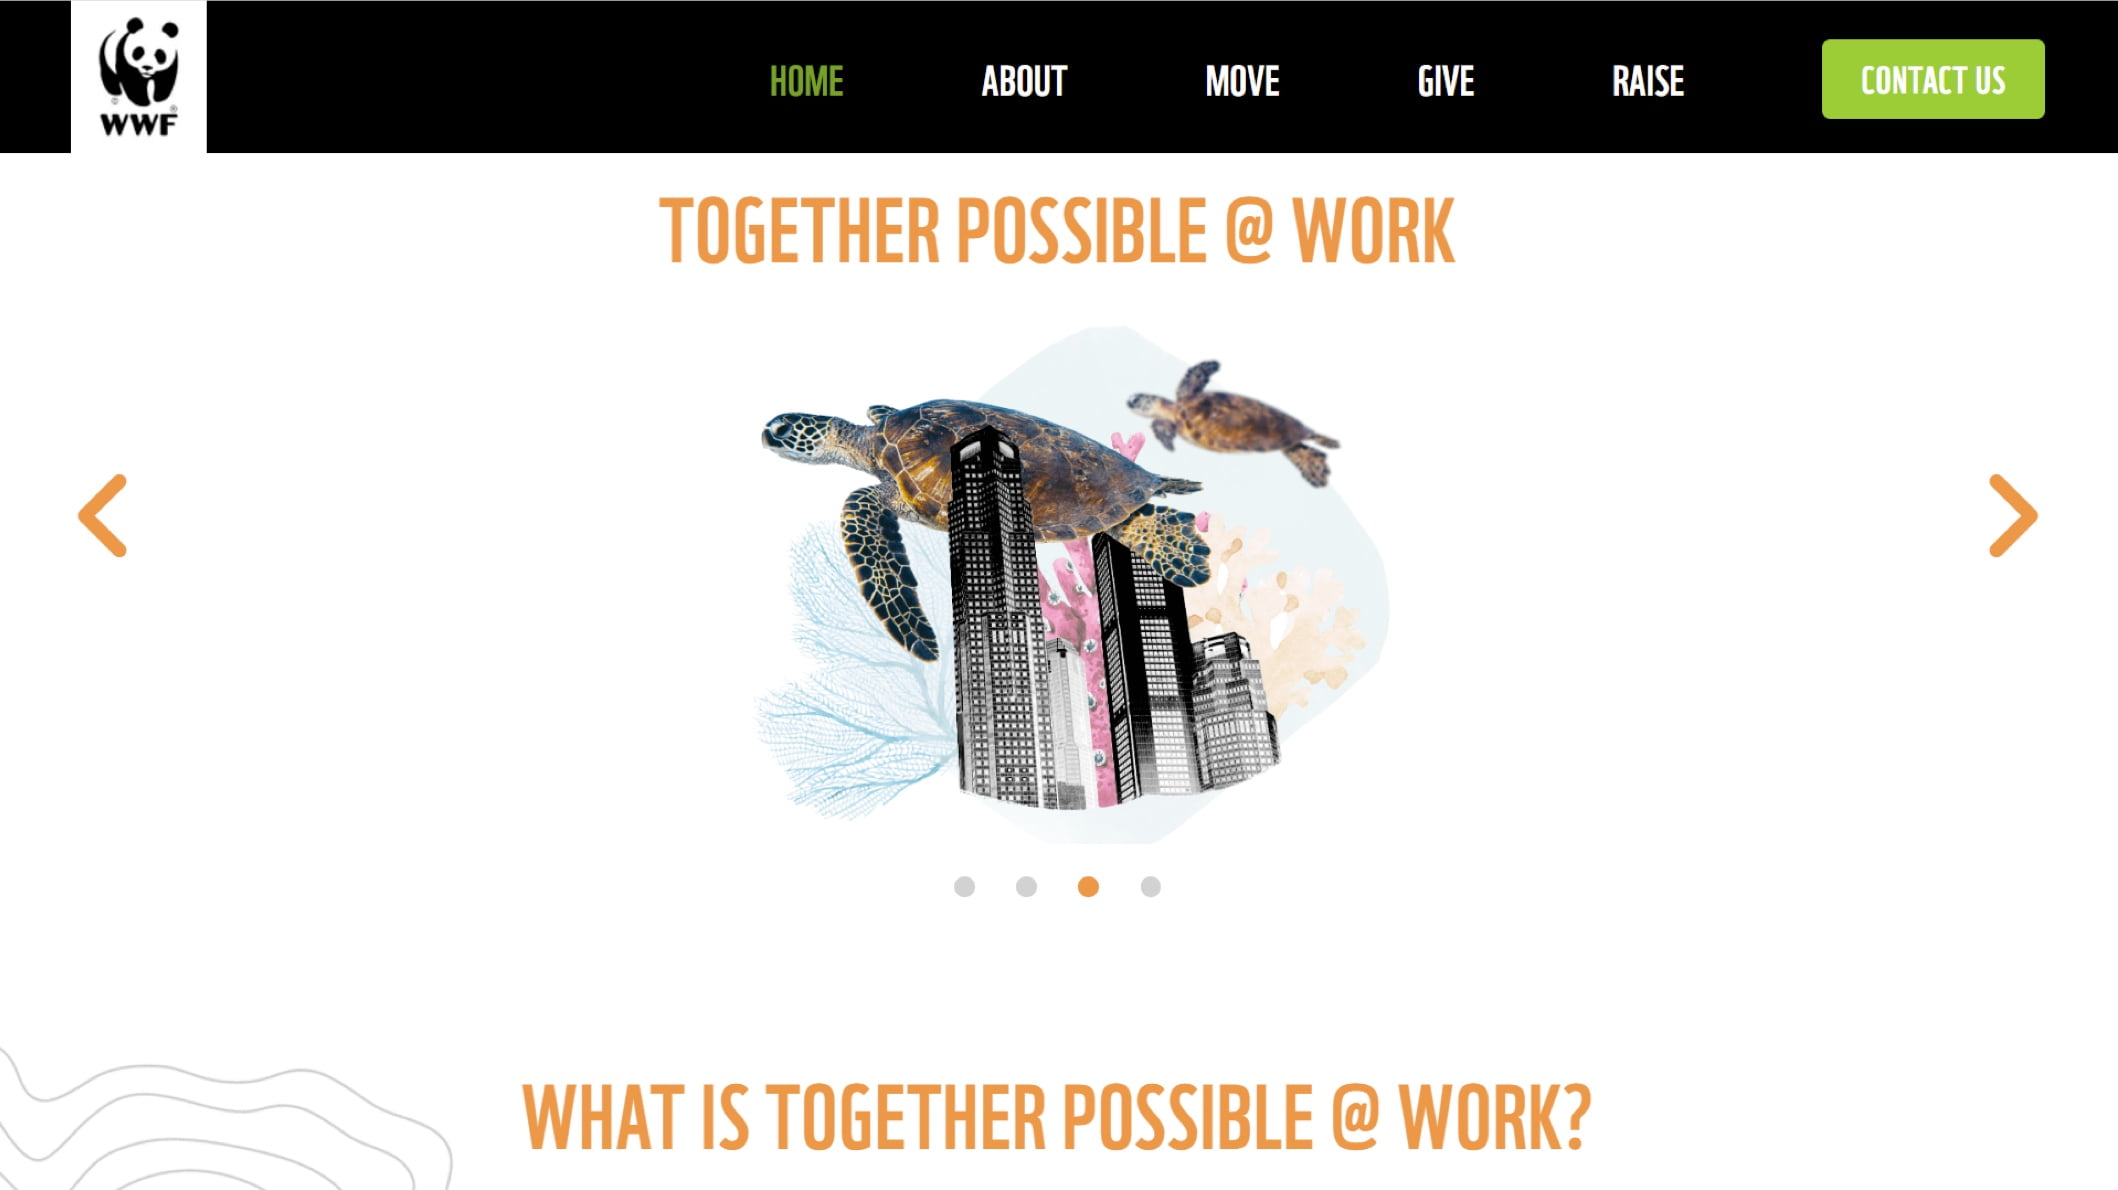 WWF
HOME ABOUT MOVE GIVE RAISE CONTACT US
TOGETHER POSSIBLE @ WORK
WHAT IS TOGETHER POSSIBLE @ WORK?